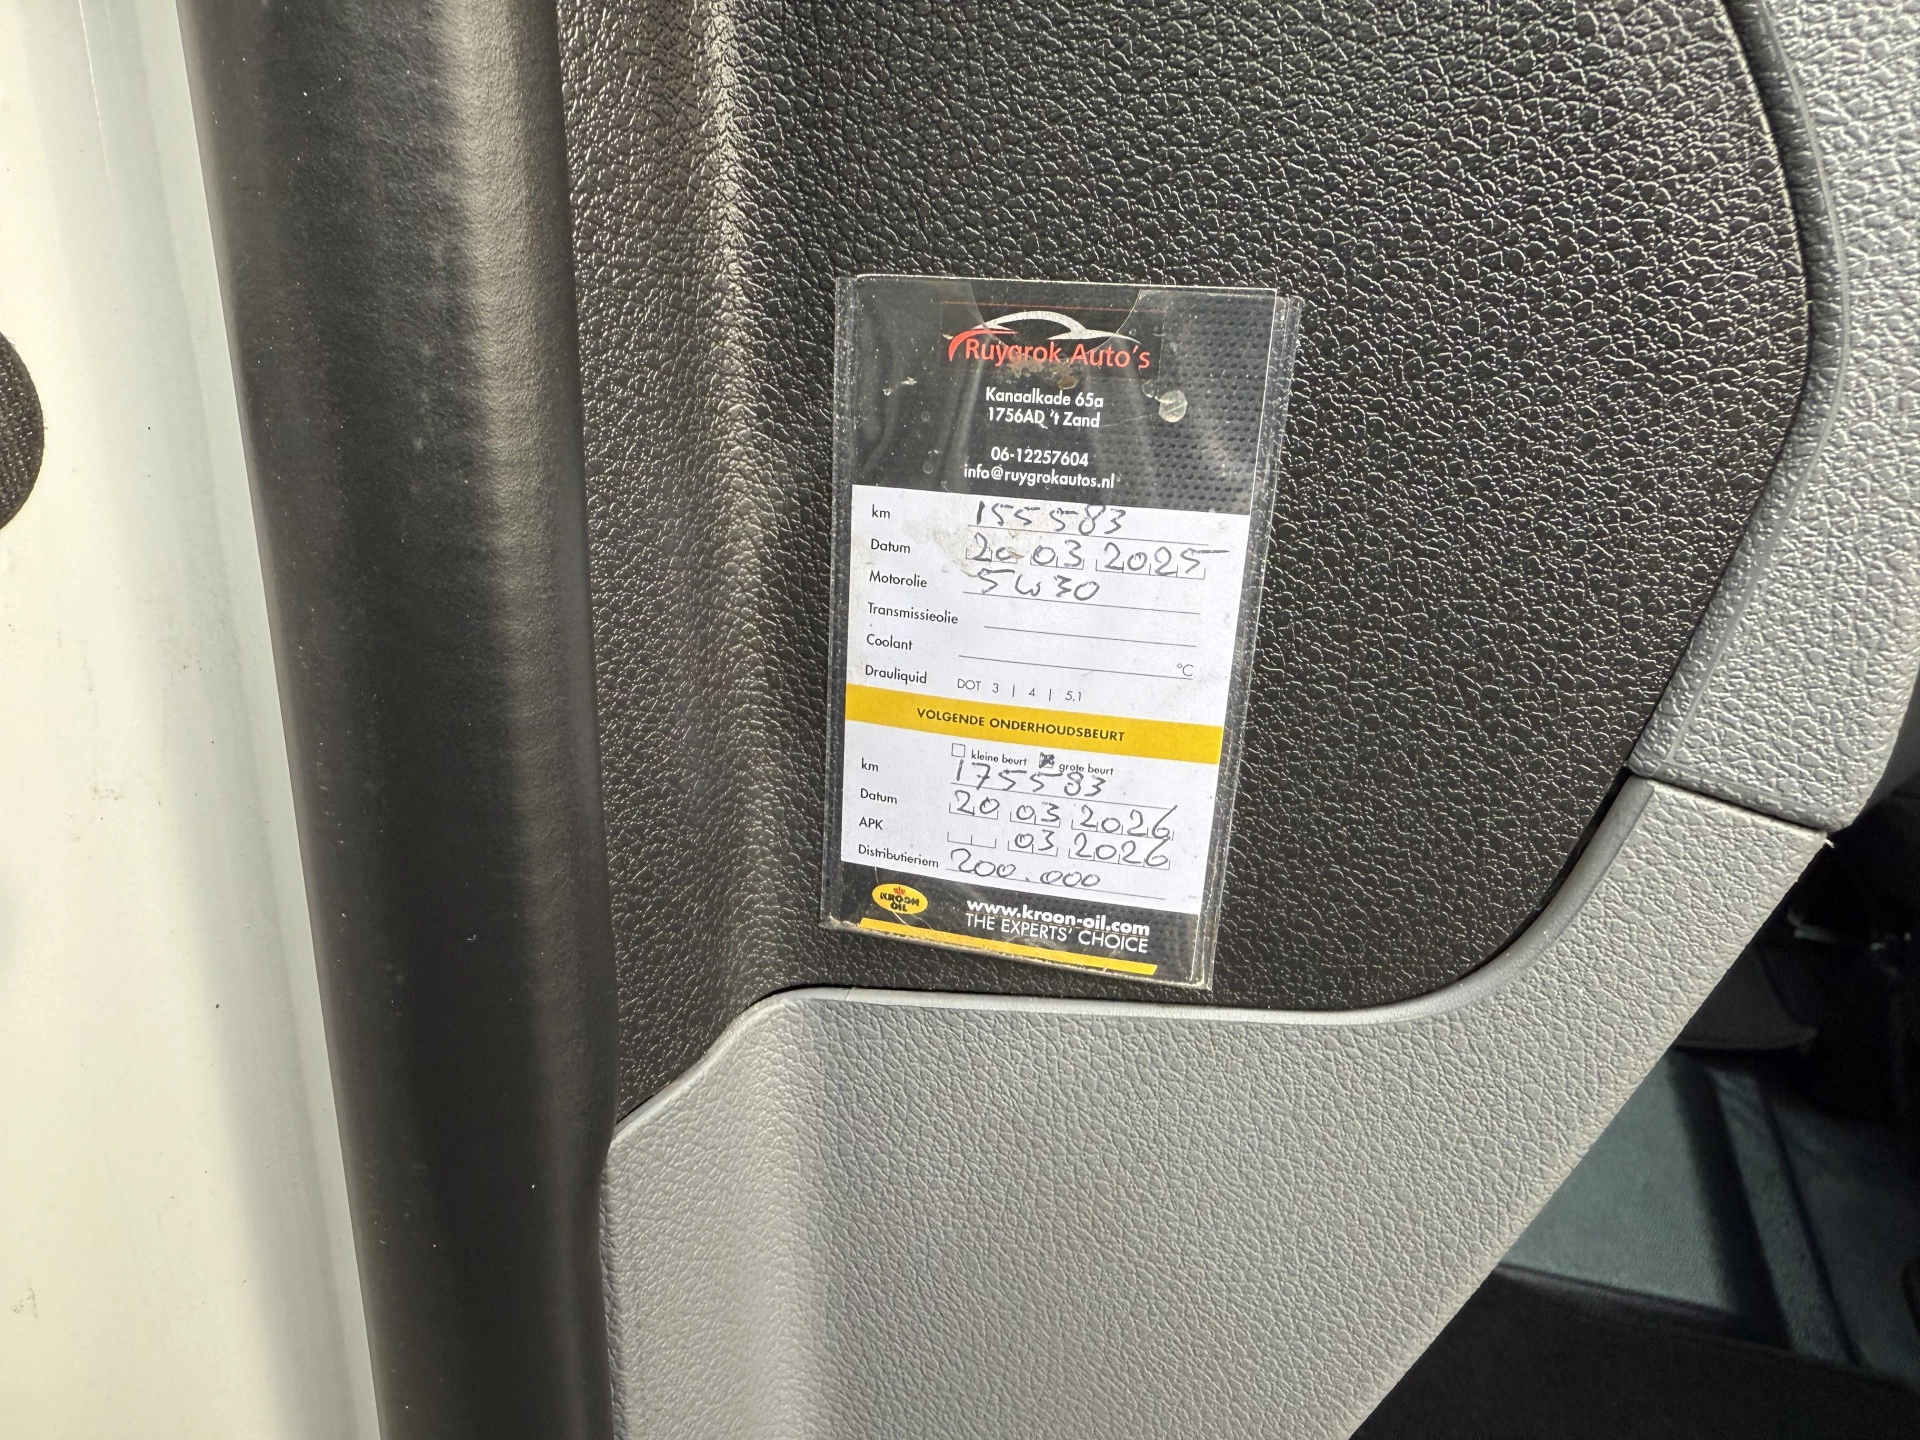 Ruygrok Auto's
Kanaalkade 65a
1756AD 't Zand
06-12257604
info@ruygrokautos.nl
km 155583
Datum 20 03 2025
Motorolie 5W30
Transmissieolie
Coolant °C
Drauliquid DOT 3 | 4 | 5.1
VOLGENDE ONDERHOUDSBEURT
kleine beurt grote beurt
km 175583
Datum 20 03 2026
APK 03 2026
Distributieriem 200.000
KROON OIL
www.kroon-oil.com
THE EXPERTS' CHOICE